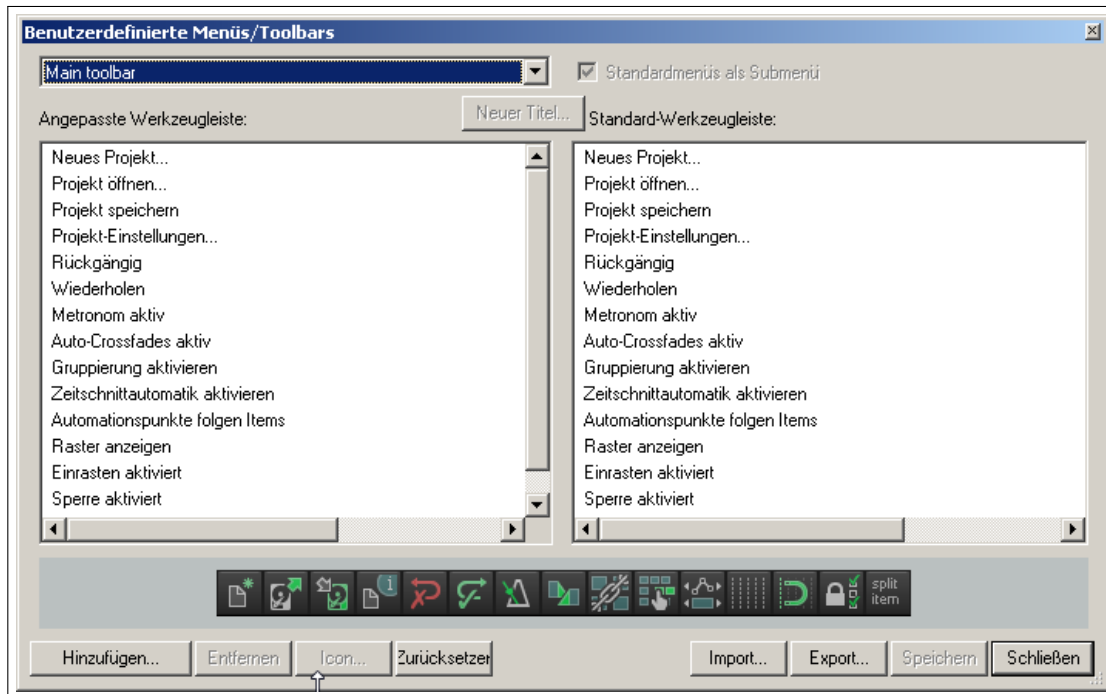 Benutzerdefinierte Menüs/Toolbars
Main toolbar
Standardmenüs als Submenü
Angepasste Werkzeugleiste:
Neuer Titel...
Standard-Werkzeugleiste:
Neues Projekt...
Projekt öffnen...
Projekt speichern
Projekt-Einstellungen...
Rückgängig
Wiederholen
Metronom aktiv
Auto-Crossfades aktiv
Gruppierung aktivieren
Zeitschnittautomatik aktivieren
Automationspunkte folgen Items
Raster anzeigen
Einrasten aktiviert
Sperre aktiviert
Neues Projekt...
Projekt öffnen...
Projekt speichern
Projekt-Einstellungen...
Rückgängig
Wiederholen
Metronom aktiv
Auto-Crossfades aktiv
Gruppierung aktivieren
Zeitschnittautomatik aktivieren
Automationspunkte folgen Items
Raster anzeigen
Einrasten aktiviert
Sperre aktiviert
split
item
Hinzufügen...
Entfernen
Icon...
Zurücksetzen
Import...
Export...
Speichern
Schließen